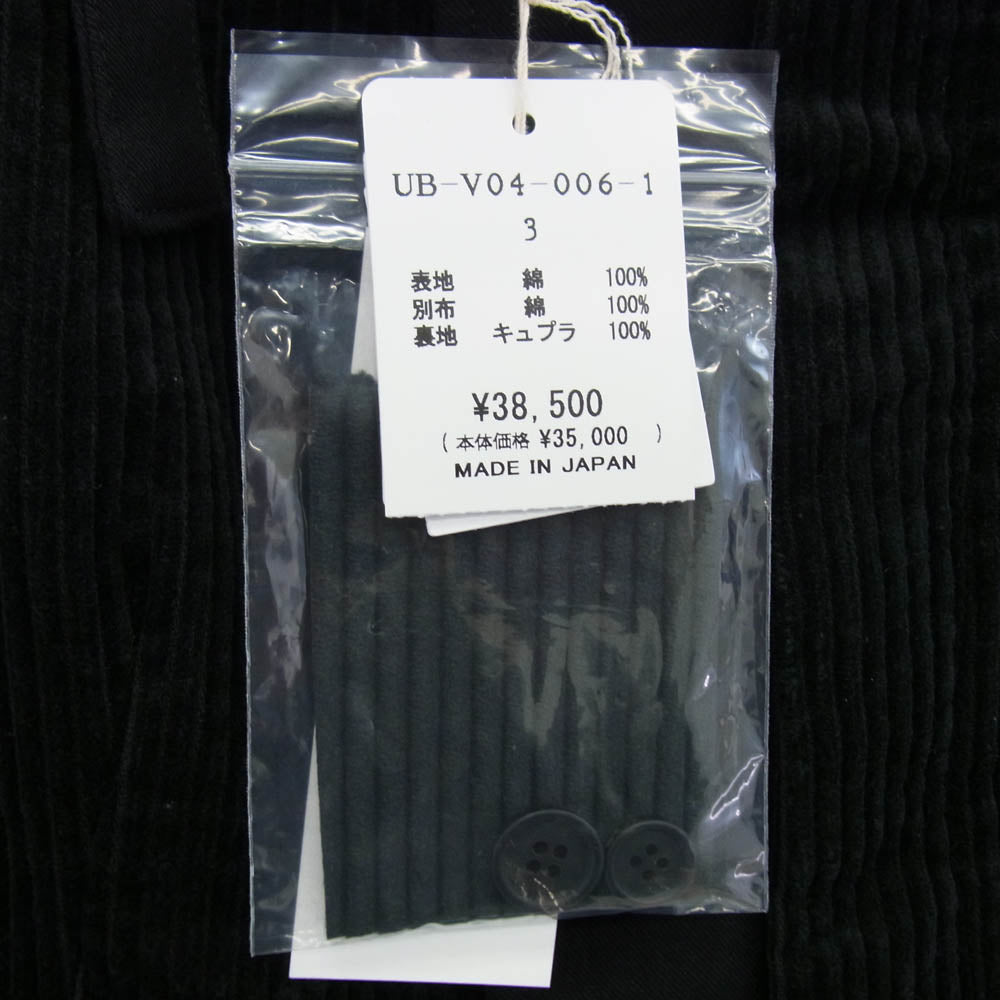 UB-V04-006-1
3
表地 綿 100%
別布 綿 100%
裏地 キュプラ 100%
¥38,500
(本体価格 ¥35,000 )
MADE IN JAPAN